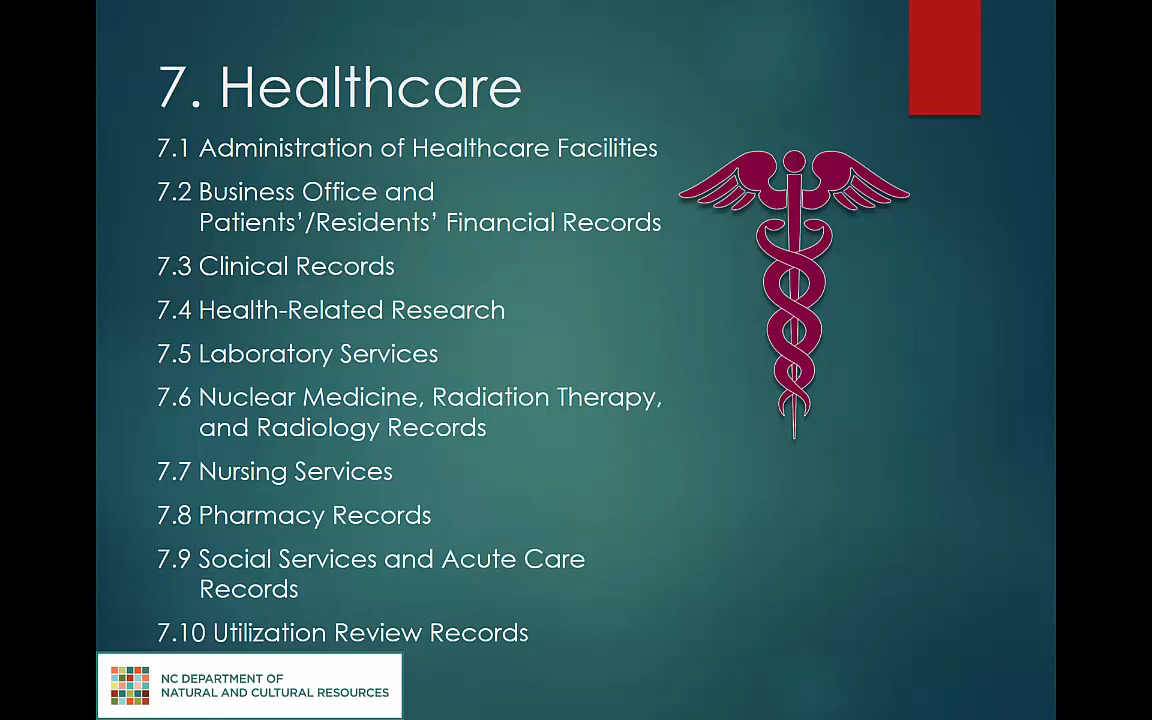 7. Healthcare
7.1 Administration of Healthcare Facilities
7.2 Business Office and
Patients’/Residents’ Financial Records
7.3 Clinical Records
7.4 Health-Related Research
7.5 Laboratory Services
7.6 Nuclear Medicine, Radiation Therapy,
and Radiology Records
7.7 Nursing Services
7.8 Pharmacy Records
7.9 Social Services and Acute Care
Records
7.10 Utilization Review Records
NC DEPARTMENT OF
NATURAL AND CULTURAL RESOURCES